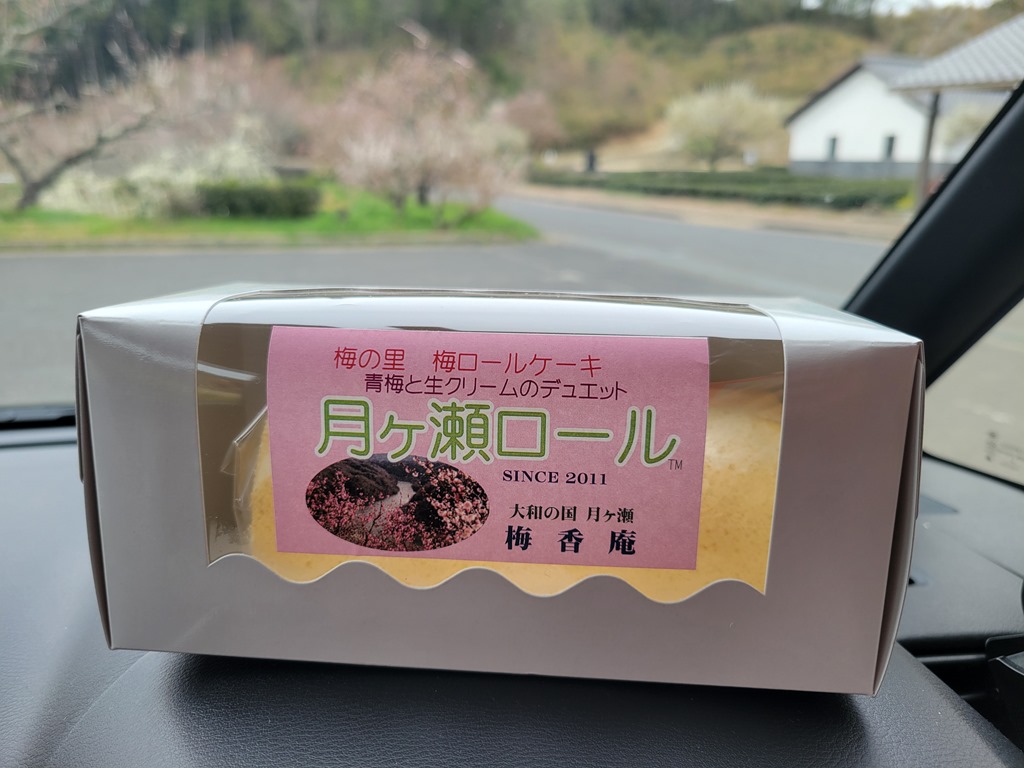 梅の里　梅ロールケーキ
青梅と生クリームのデュエット
月ヶ瀬ロール™
SINCE 2011
大和の国 月ヶ瀬
梅香庵